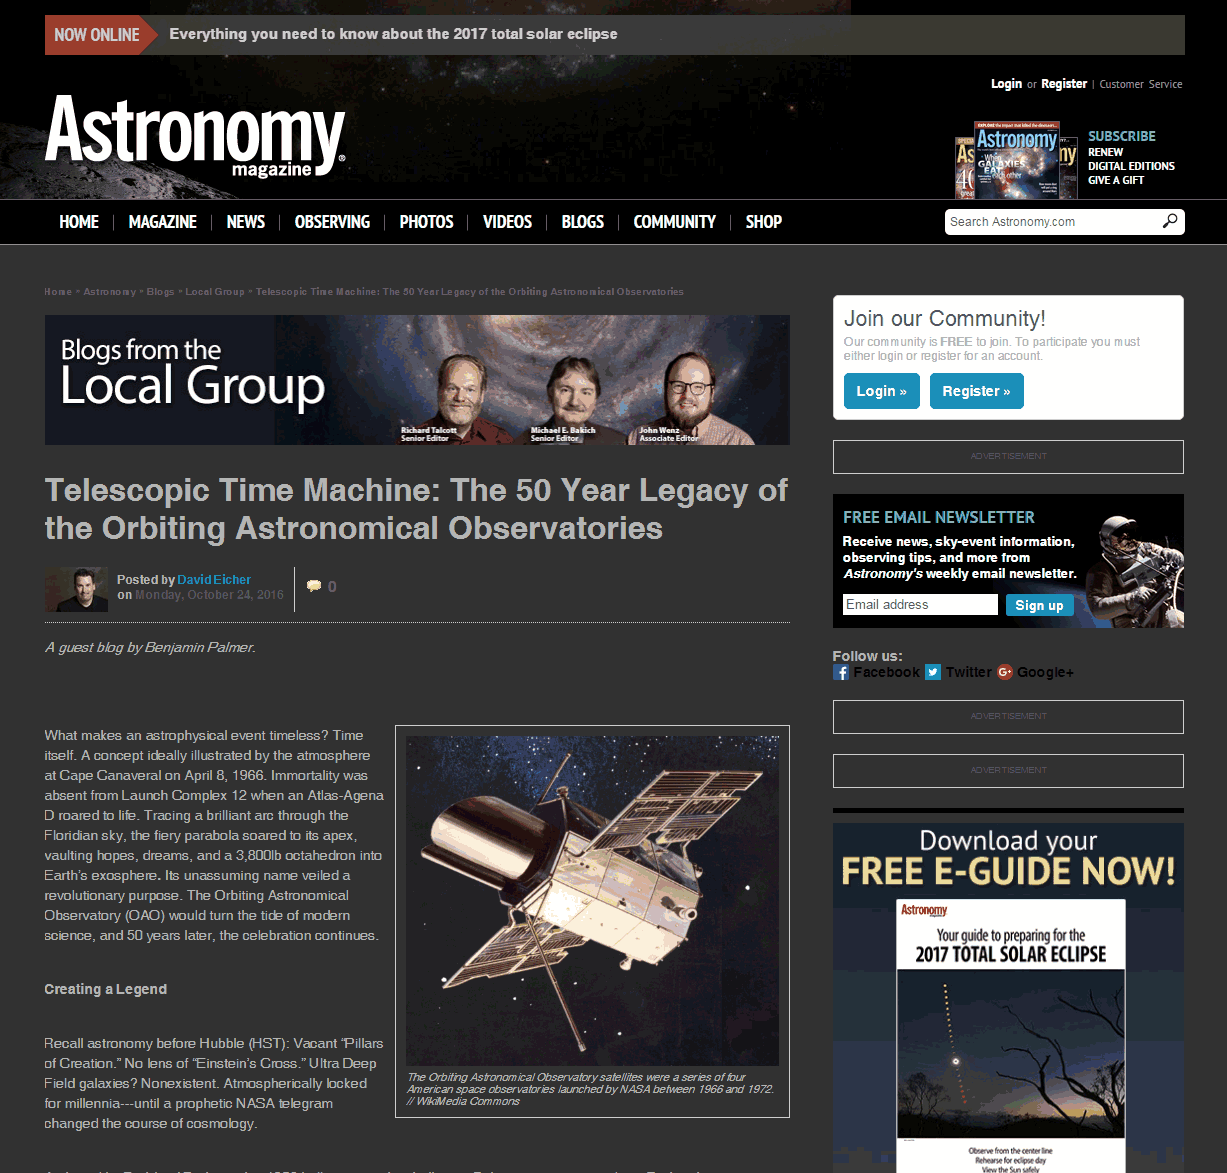 NOW ONLINE
Everything you need to know about the 2017 total solar eclipse
Login or Register | Customer Service
Astronomy
magazine
SUBSCRIBE
RENEW
DIGITAL EDITIONS
GIVE A GIFT
Astronomy
When
GALAXIES
EAT
each other
HOME | MAGAZINE | NEWS | OBSERVING | PHOTOS | VIDEOS | BLOGS | COMMUNITY | SHOP
Search Astronomy.com
Home » Astronomy » Blogs » Local Group » Telescopic Time Machine: The 50 Year Legacy of the Orbiting Astronomical Observatories
Blogs from the
Local Group
Richard Talcott
Senior Editor
Michael E. Bakich
Senior Editor
John Wenz
Associate Editor
Telescopic Time Machine: The 50 Year Legacy of
the Orbiting Astronomical Observatories
Posted by David Eicher
on Monday, October 24, 2016
0
A guest blog by Benjamin Palmer.
What makes an astrophysical event timeless? Time
itself. A concept ideally illustrated by the atmosphere
at Cape Canaveral on April 8, 1966. Immortality was
absent from Launch Complex 12 when an Atlas-Agena
D roared to life. Tracing a brilliant arc through the
Floridian sky, the fiery parabola soared to its apex,
vaulting hopes, dreams, and a 3,800lb octahedron into
Earth's exosphere. Its unassuming name veiled a
revolutionary purpose. The Orbiting Astronomical
Observatory (OAO) would turn the tide of modern
science, and 50 years later, the celebration continues.
The Orbiting Astronomical Observatory satellites were a series of four
American space observatories launched by NASA between 1966 and 1972.
// WikiMedia Commons
Creating a Legend
Recall astronomy before Hubble (HST): Vacant “Pillars
of Creation.” No lens of “Einstein's Cross.” Ultra Deep
Field galaxies? Nonexistent. Atmospherically locked
for millennia---until a prophetic NASA telegram
changed the course of cosmology.
Join our Community!
Our community is FREE to join. To participate you must
either login or register for an account.
Login »
Register »
ADVERTISEMENT
FREE EMAIL NEWSLETTER
Receive news, sky-event information,
observing tips, and more from
Astronomy's weekly email newsletter.
Email address
Sign up
Follow us:
Facebook Twitter Google+
ADVERTISEMENT
ADVERTISEMENT
Download your
FREE E-GUIDE NOW!
Astronomy
magazine
Your guide to preparing for the
2017 TOTAL SOLAR ECLIPSE
Observe from the center line
Rehearse for eclipse day
View the Sun safely